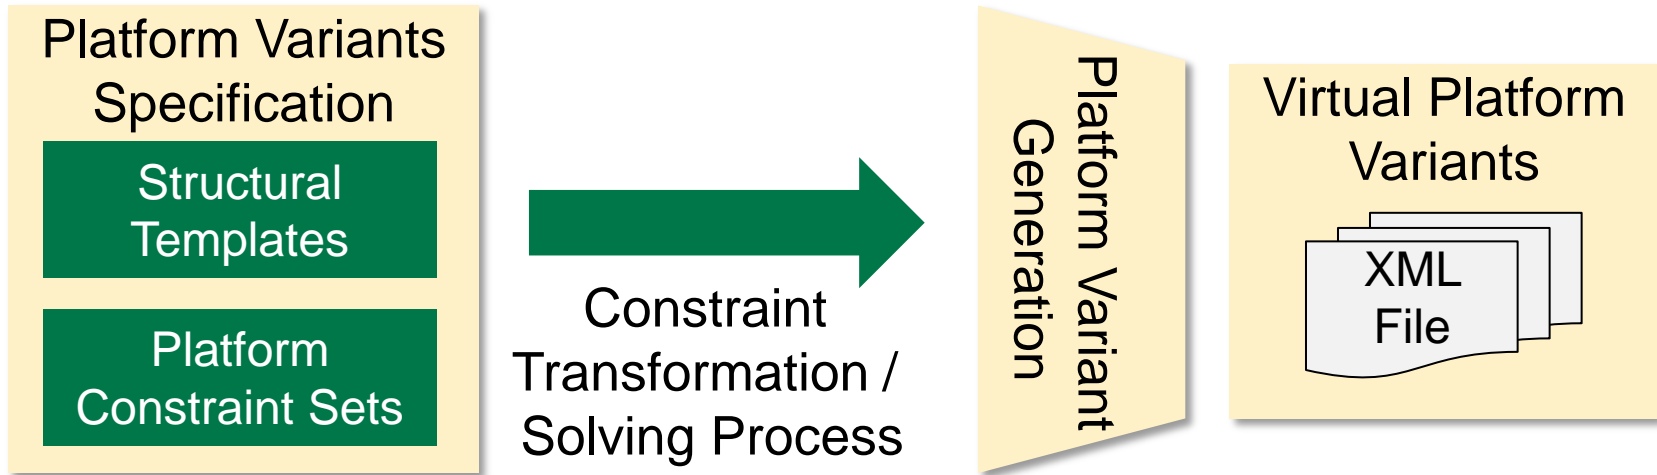 Platform Variants
Specification
Structural
Templates
Platform
Constraint Sets
Constraint
Transformation /
Solving Process
Platform Variant
Generation
Virtual Platform
Variants
XML
File